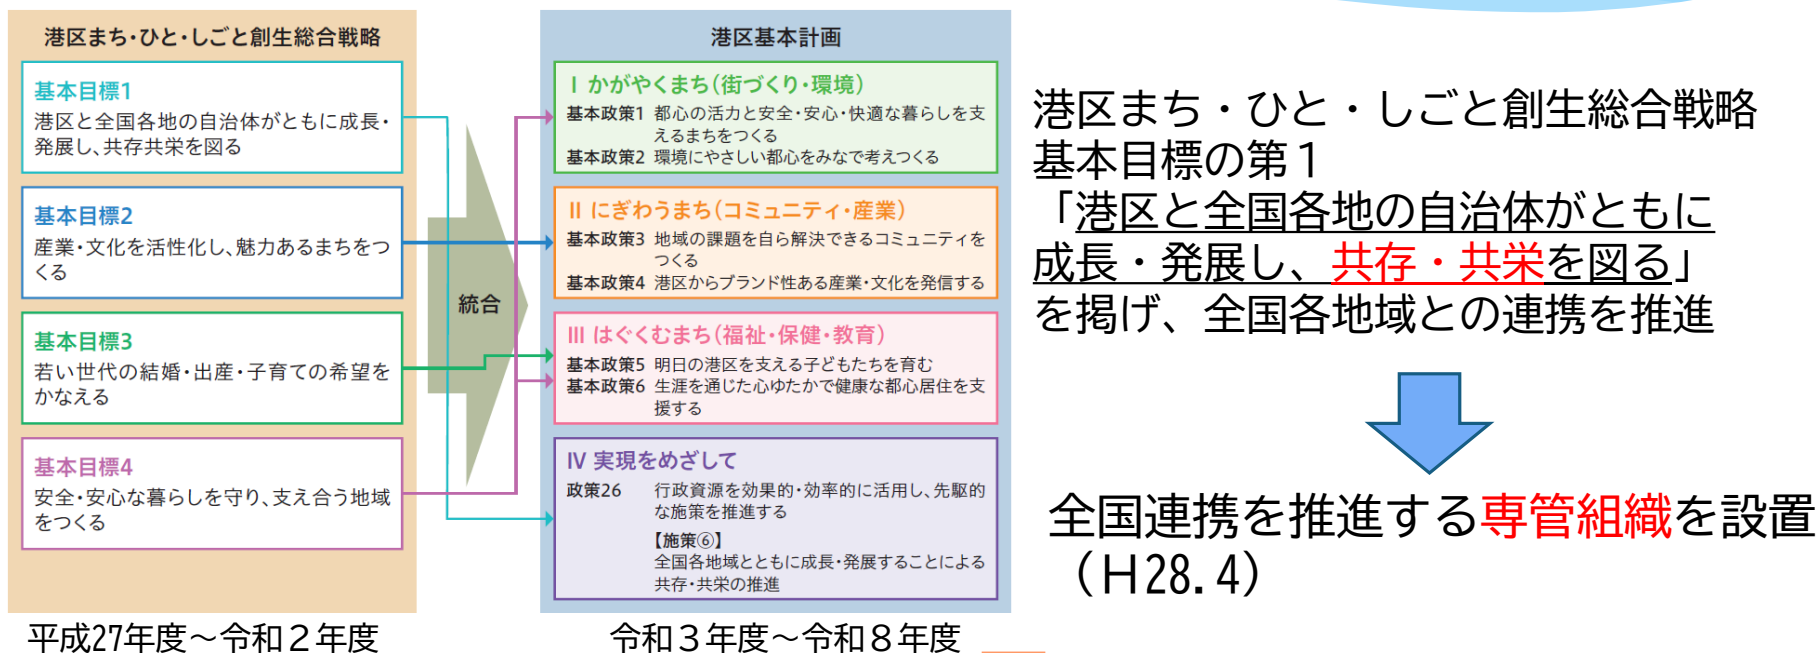 港区まち・ひと・しごと創生総合戦略
基本目標1
港区と全国各地の自治体がともに成長・
発展し、共存共栄を図る
基本目標2
産業・文化を活性化し、魅力あるまちをつ
くる
基本目標3
若い世代の結婚・出産・子育ての希望を
かなえる
基本目標4
安全・安心な暮らしを守り、支え合う地域
をつくる
平成27年度～令和２年度
統合
港区基本計画
Ⅰ かがやくまち（街づくり・環境）
基本政策1 都心の活力と安全・安心・快適な暮らしを支
えるまちをつくる
基本政策2 環境にやさしい都心をみなで考えつくる
Ⅱ にぎわうまち（コミュニティ・産業）
基本政策3 地域の課題を自ら解決できるコミュニティを
つくる
基本政策4 港区からブランド性ある産業・文化を発信する
Ⅲ はぐくむまち（福祉・保健・教育）
基本政策5 明日の港区を支える子どもたちを育む
基本政策6 生涯を通じた心ゆたかで健康な都心居住を支
援する
Ⅳ 実現をめざして
政策26 行政資源を効果的・効率的に活用し、先駆的
な施策を推進する
【施策⑥】
全国各地域とともに成長・発展することによる
共存・共栄の推進
令和３年度～令和８年度
港区まち・ひと・しごと創生総合戦略
基本目標の第１
「港区と全国各地の自治体がともに
成長・発展し、共存・共栄を図る」
を掲げ、全国各地域との連携を推進
全国連携を推進する専管組織を設置
（Ｈ28.4）